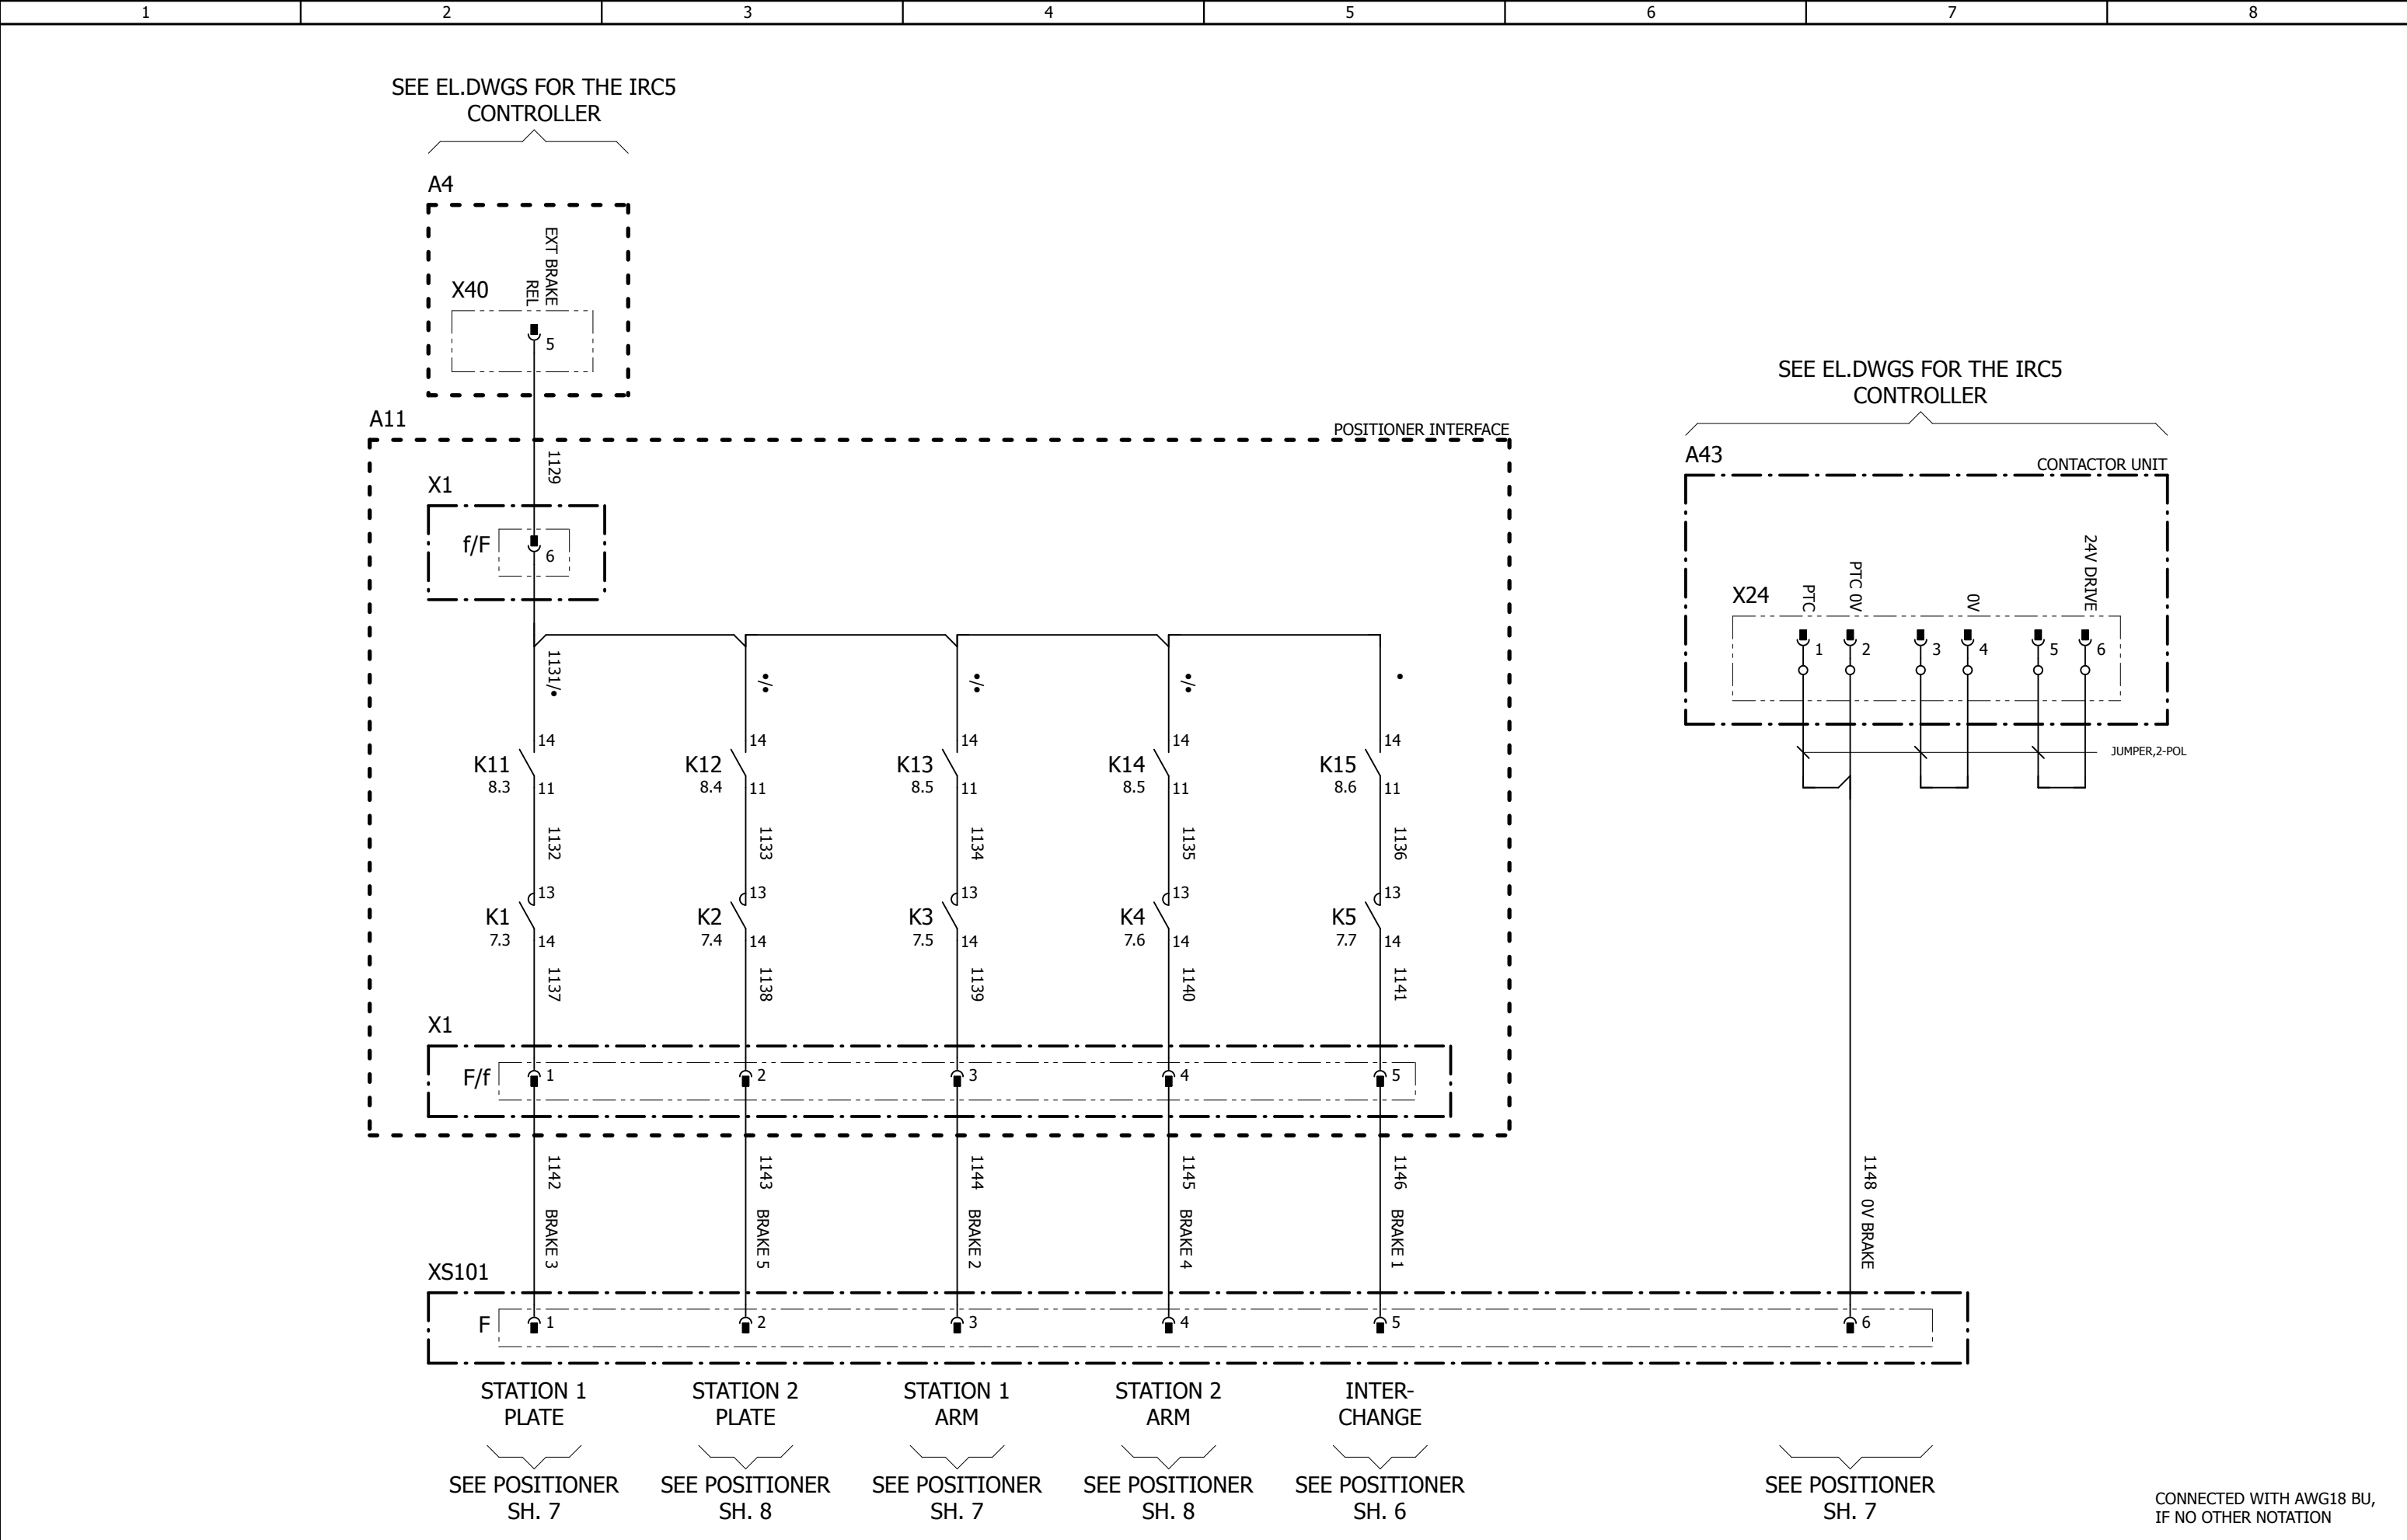 1 2 3 4 5 6 7 8
SEE EL.DWGS FOR THE IRC5
CONTROLLER
A4
EXT BRAKE
REL
X40
5
SEE EL.DWGS FOR THE IRC5
CONTROLLER
A11
POSITIONER INTERFACE
A43
CONTACTOR UNIT
1129
X1
f/F
6
X24
PTC
PTC 0V
0V
24V DRIVE
1 2 3 4 5 6
1131/•
•/• •/• •/• •
14 14 14 14 14
JUMPER,2-POL
K11 K12 K13 K14 K15
8.3 11 8.4 11 8.5 11 8.5 11 8.6 11
1132 1133 1134 1135 1136
13 13 13 13 13
K1 K2 K3 K4 K5
7.3 14 7.4 14 7.5 14 7.6 14 7.7 14
1137 1138 1139 1140 1141
X1
F/f 1 2 3 4 5
1142 BRAKE 3
1143 BRAKE 5
1144 BRAKE 2
1145 BRAKE 4
1146 BRAKE 1
1148 0V BRAKE
XS101
F 1 2 3 4 5 6
STATION 1
PLATE
STATION 2
PLATE
STATION 1
ARM
STATION 2
ARM
INTER-
CHANGE
SEE POSITIONER
SH. 7
SEE POSITIONER
SH. 8
SEE POSITIONER
SH. 7
SEE POSITIONER
SH. 8
SEE POSITIONER
SH. 6
SEE POSITIONER
SH. 7
CONNECTED WITH AWG18 BU,
IF NO OTHER NOTATION